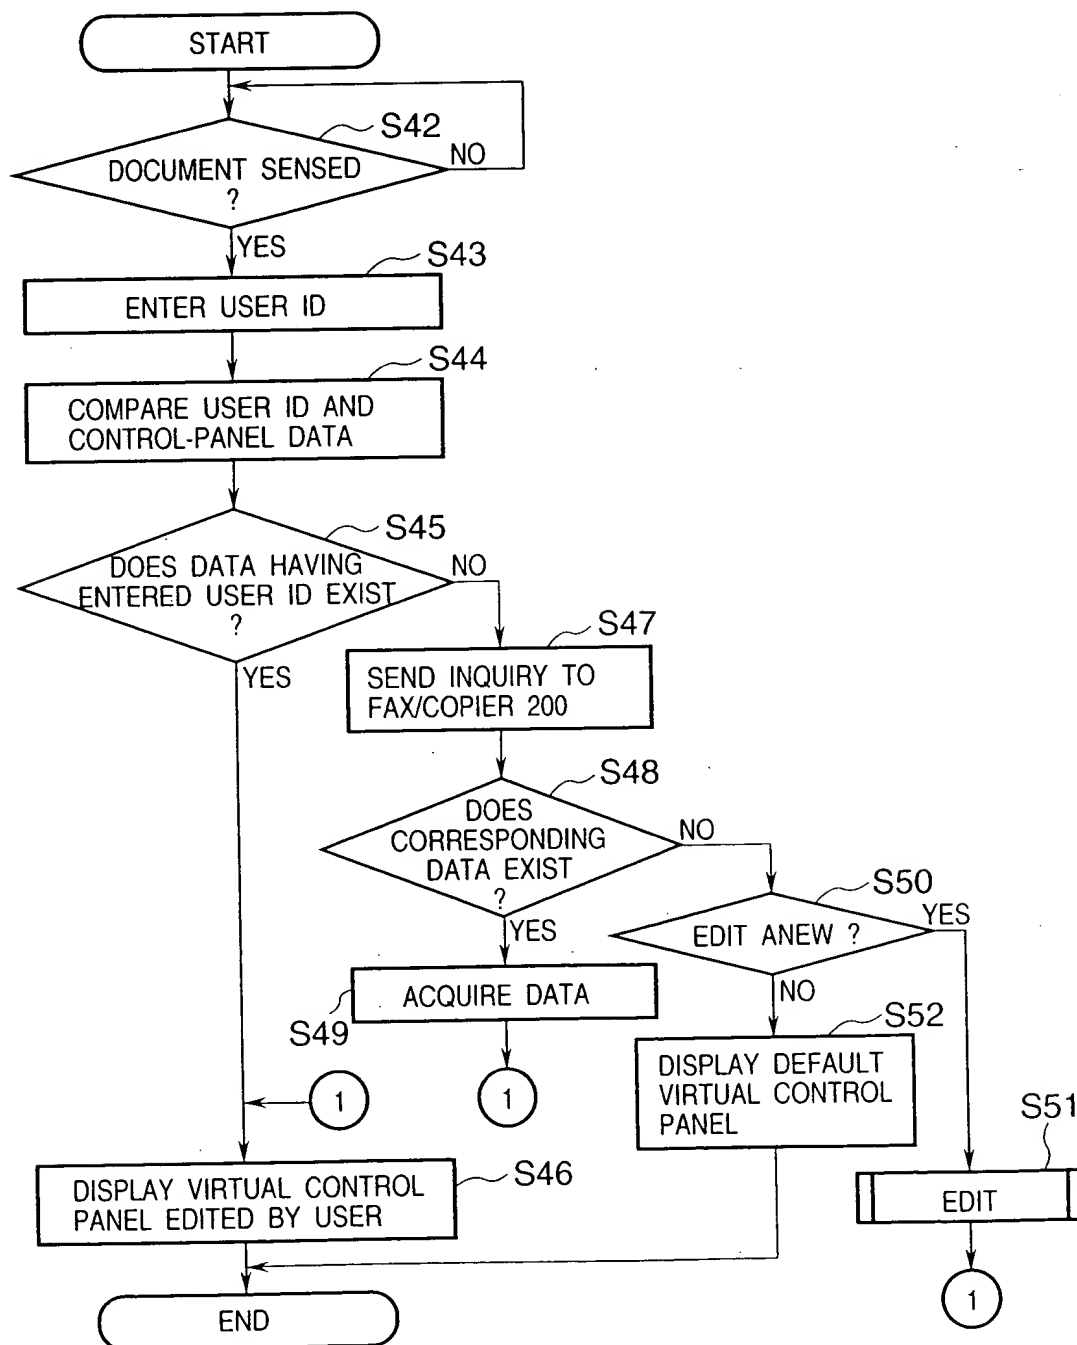 START
S42
DOCUMENT SENSED
?
NO
YES
S43
ENTER USER ID
S44
COMPARE USER ID AND
CONTROL-PANEL DATA
S45
DOES DATA HAVING
ENTERED USER ID EXIST
?
NO
YES
S47
SEND INQUIRY TO
FAX/COPIER 200
S48
DOES
CORRESPONDING
DATA EXIST
?
NO
YES
S50
EDIT ANEW ?
YES
NO
S49
ACQUIRE DATA
1
1
S52
DISPLAY DEFAULT
VIRTUAL CONTROL
PANEL
S51
EDIT
1
S46
DISPLAY VIRTUAL CONTROL
PANEL EDITED BY USER
END